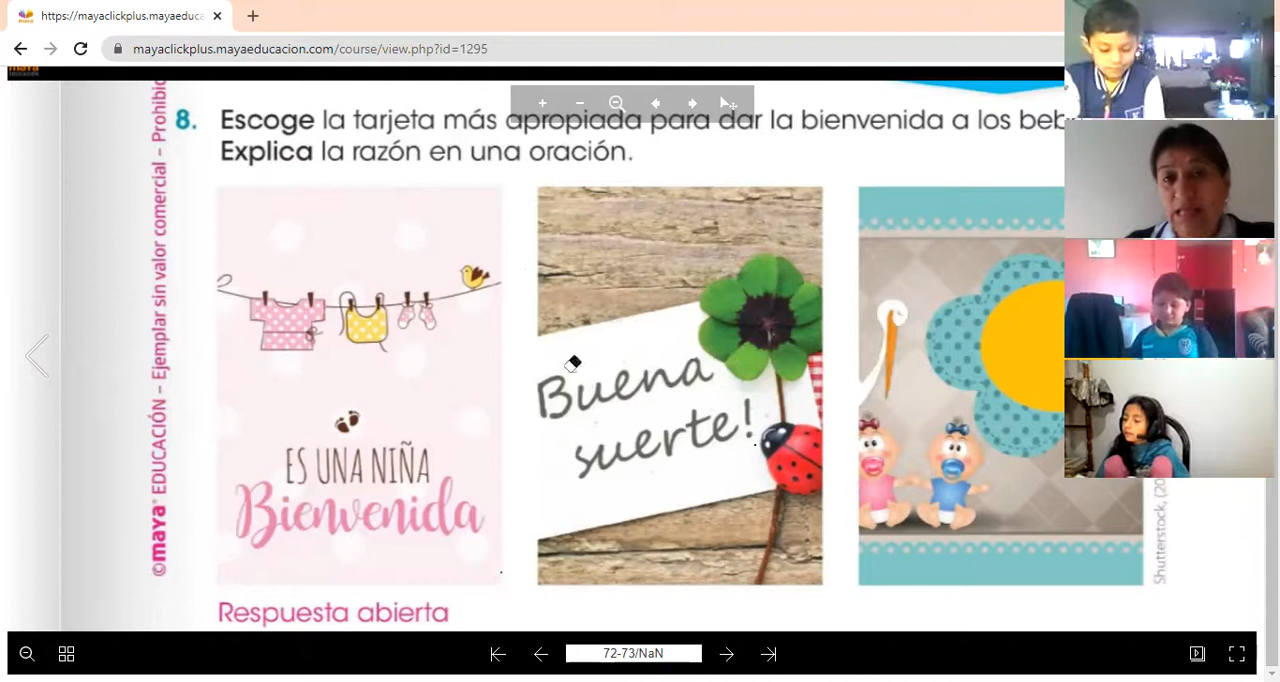 https://mayaclickplus.mayaeduca
mayaclickplus.mayaeducacion.com/course/view.php?id=1295
maya
EDUCACIÓN
©maya® EDUCACIÓN – Ejemplar sin valor comercial – Prohibi
8. Escoge la tarjeta más apropiada para dar la bienvenida a los beb
Explica la razón en una oración.
ES UNA NIÑA
Bienvenida
Buena
suerte!
Shutterstock, (20
Respuesta abierta
72-73/NaN